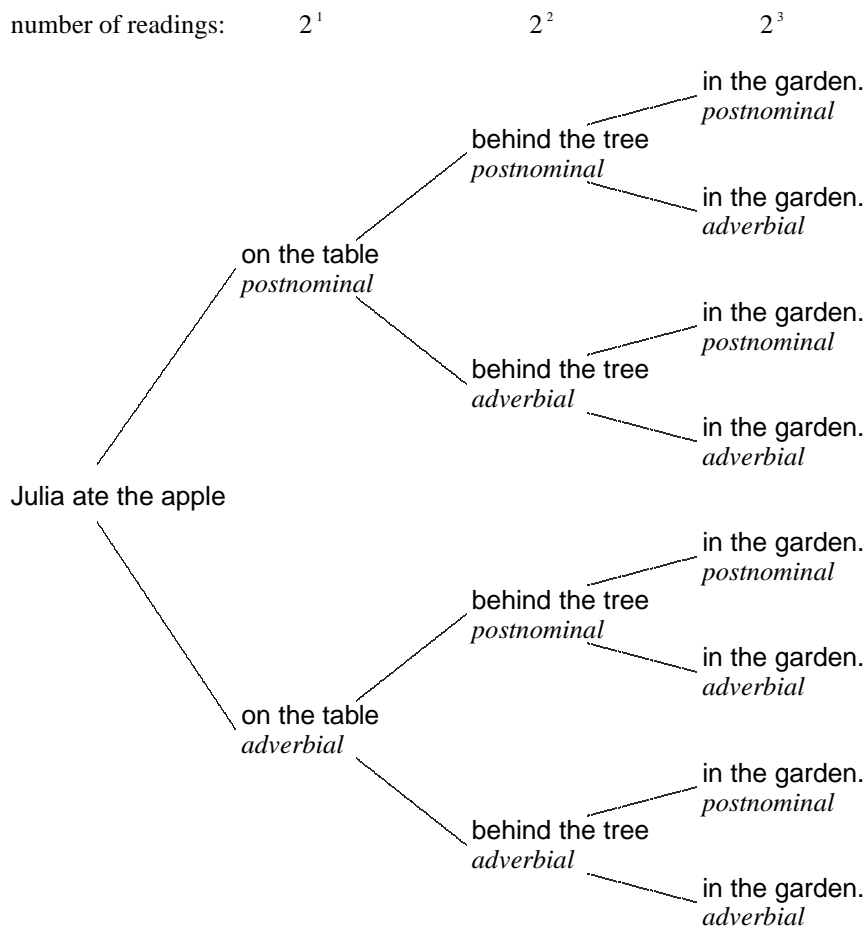 number of readings: 2¹ 2² 2³
in the garden.
postnominal
behind the tree
postnominal
in the garden.
adverbial
on the table
postnominal
in the garden.
postnominal
behind the tree
adverbial
in the garden.
adverbial
Julia ate the apple
in the garden.
postnominal
behind the tree
postnominal
in the garden.
adverbial
on the table
adverbial
in the garden.
postnominal
behind the tree
adverbial
in the garden.
adverbial